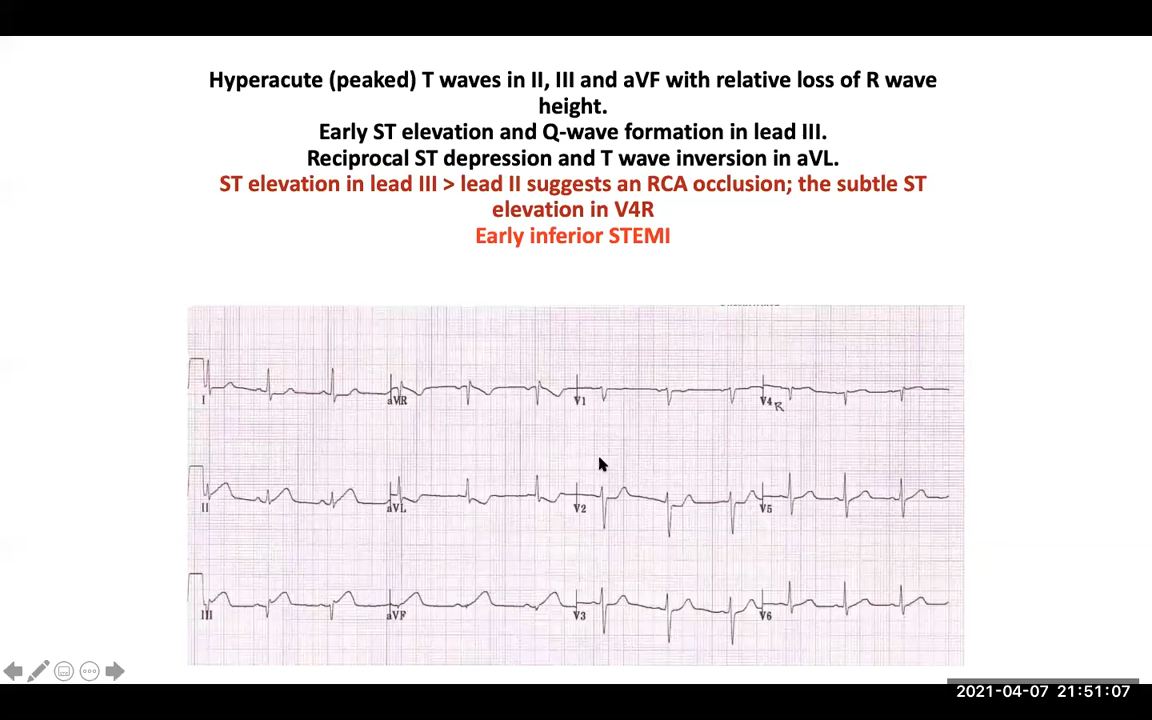 Hyperacute (peaked) T waves in II, III and aVF with relative loss of R wave
height.
Early ST elevation and Q-wave formation in lead III.
Reciprocal ST depression and T wave inversion in aVL.
ST elevation in lead III > lead II suggests an RCA occlusion; the subtle ST
elevation in V4R
Early inferior STEMI
I aVR V1 V4R
II aVL V2 V5
III aVF V3 V6
2021-04-07 21:51:07